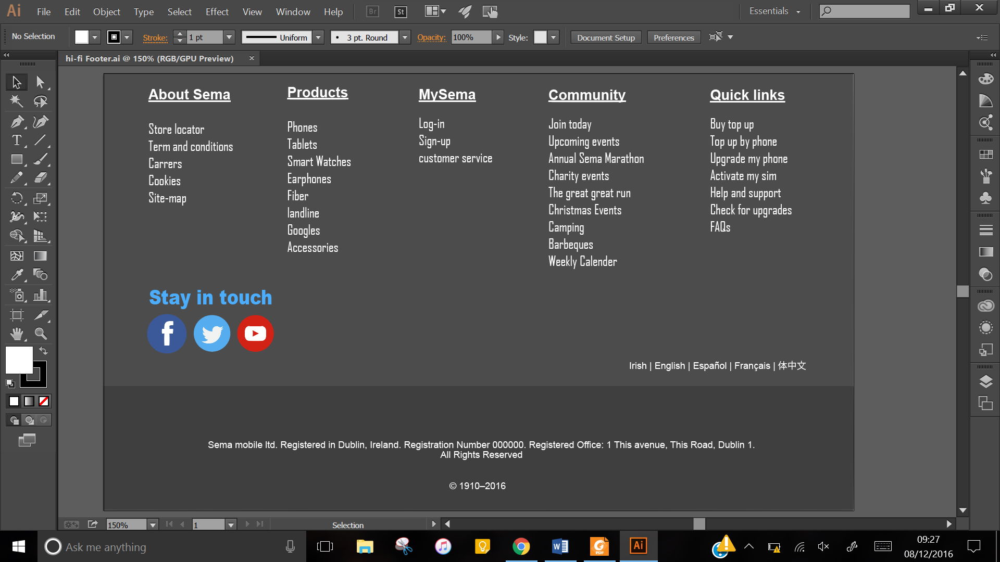 Ai File Edit Object Type Select Effect View Window Help Br St Essentials
No Selection Stroke: 1 pt Uniform 3 pt. Round Opacity: 100% Style: Document Setup Preferences
hi-fi Footer.ai @ 150% (RGB/GPU Preview)
About Sema
Store locator
Term and conditions
Carrers
Cookies
Site-map
Products
Phones
Tablets
Smart Watches
Earphones
Fiber
landline
Googles
Accessories
MySema
Log-in
Sign-up
customer service
Community
Join today
Upcoming events
Annual Sema Marathon
Charity events
The great great run
Christmas Events
Camping
Barbeques
Weekly Calender
Quick links
Buy top up
Top up by phone
Upgrade my phone
Activate my sim
Help and support
Check for upgrades
FAQs
Stay in touch
Irish | English | Español | Français | 体中文
Sema mobile ltd. Registered in Dublin, Ireland. Registration Number 000000. Registered Office: 1 This avenue, This Road, Dublin 1.
All Rights Reserved
© 1910–2016
150% 1 Selection
Ask me anything
PDF
Ai
09:27
08/12/2016